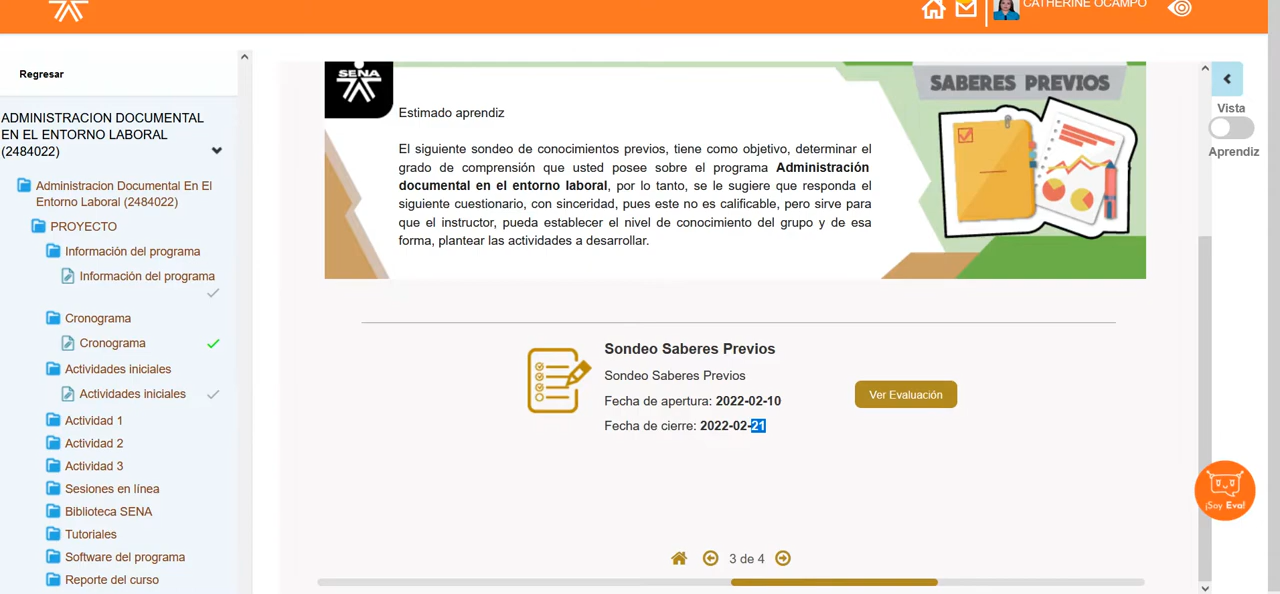 CATHERINE OCAMPO
Regresar
ADMINISTRACION DOCUMENTAL
EN EL ENTORNO LABORAL
(2484022)
Administracion Documental En El
Entorno Laboral (2484022)
PROYECTO
Información del programa
Información del programa
Cronograma
Cronograma
Actividades iniciales
Actividades iniciales
Actividad 1
Actividad 2
Actividad 3
Sesiones en línea
Biblioteca SENA
Tutoriales
Software del programa
Reporte del curso
SENA
SABERES PREVIOS
Estimado aprendiz
El siguiente sondeo de conocimientos previos, tiene como objetivo, determinar el
grado de comprensión que usted posee sobre el programa Administración
documental en el entorno laboral, por lo tanto, se le sugiere que responda el
siguiente cuestionario, con sinceridad, pues este no es calificable, pero sirve para
que el instructor, pueda establecer el nivel de conocimiento del grupo y de esa
forma, plantear las actividades a desarrollar.
Sondeo Saberes Previos
Sondeo Saberes Previos
Fecha de apertura: 2022-02-10
Fecha de cierre: 2022-02-21
Ver Evaluación
3 de 4
Vista
Aprendiz
¡Soy Eva!